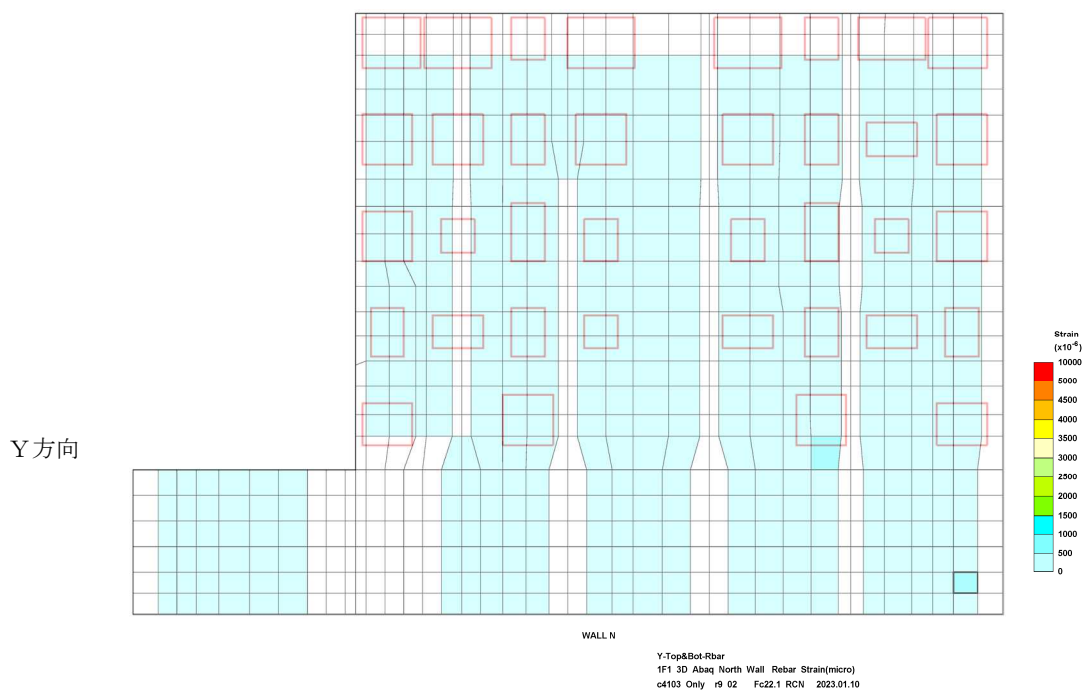 Strain
(x10⁻⁶)
10000
5000
4500
4000
3500
3000
2500
2000
1500
1000
500
0
Ｙ方向
WALL N
Y-Top&Bot-Rbar
1F1 3D Abaq North Wall Rebar Strain(micro)
c4103 Only r9 02 Fc22.1 RCN 2023.01.10